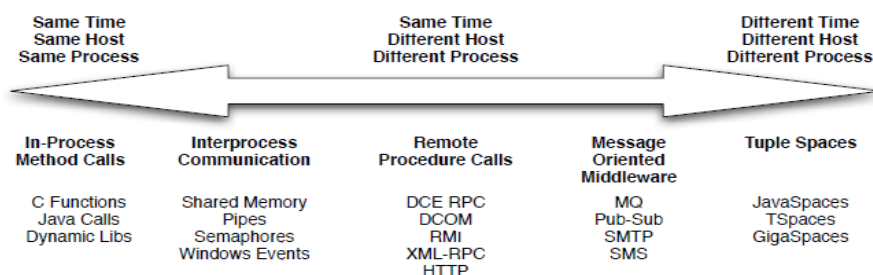 Same Time
Same Host
Same Process
Same Time
Different Host
Different Process
Different Time
Different Host
Different Process
In-Process
Method Calls
Interprocess
Communication
Remote
Procedure Calls
Message
Oriented
Middleware
Tuple Spaces
C Functions
Java Calls
Dynamic Libs
Shared Memory
Pipes
Semaphores
Windows Events
DCE RPC
DCOM
RMI
XML-RPC
HTTP
MQ
Pub-Sub
SMTP
SMS
JavaSpaces
TSpaces
GigaSpaces